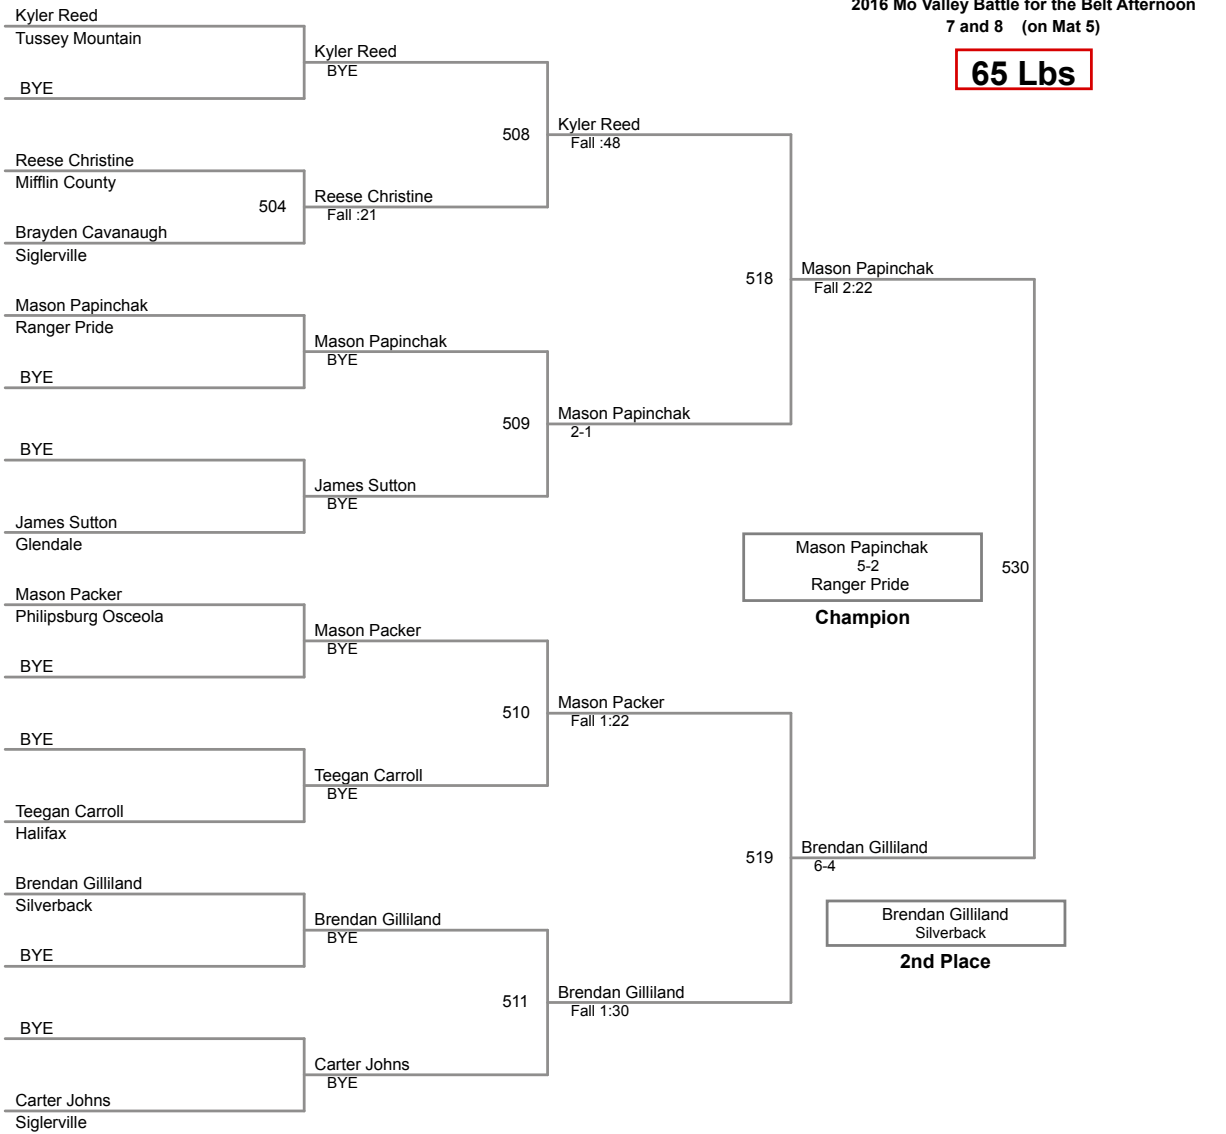 2016 Mo Valley Battle for the Belt Afternoon
7 and 8 (on Mat 5)
65 Lbs
Kyler Reed
Tussey Mountain
BYE
Reese Christine
Mifflin County
Brayden Cavanaugh
Siglerville
Mason Papinchak
Ranger Pride
BYE
BYE
James Sutton
Glendale
Mason Packer
Philipsburg Osceola
BYE
BYE
Teegan Carroll
Halifax
Brendan Gilliland
Silverback
BYE
BYE
Carter Johns
Siglerville
504
Kyler Reed
BYE
Reese Christine
Fall :21
Mason Papinchak
BYE
James Sutton
BYE
Mason Packer
BYE
Teegan Carroll
BYE
Brendan Gilliland
BYE
Carter Johns
BYE
508
509
510
511
Kyler Reed
Fall :48
Mason Papinchak
2-1
Mason Packer
Fall 1:22
Brendan Gilliland
Fall 1:30
518
519
Mason Papinchak
Fall 2:22
Brendan Gilliland
6-4
530
Mason Papinchak
5-2
Ranger Pride
Champion
Brendan Gilliland
Silverback
2nd Place